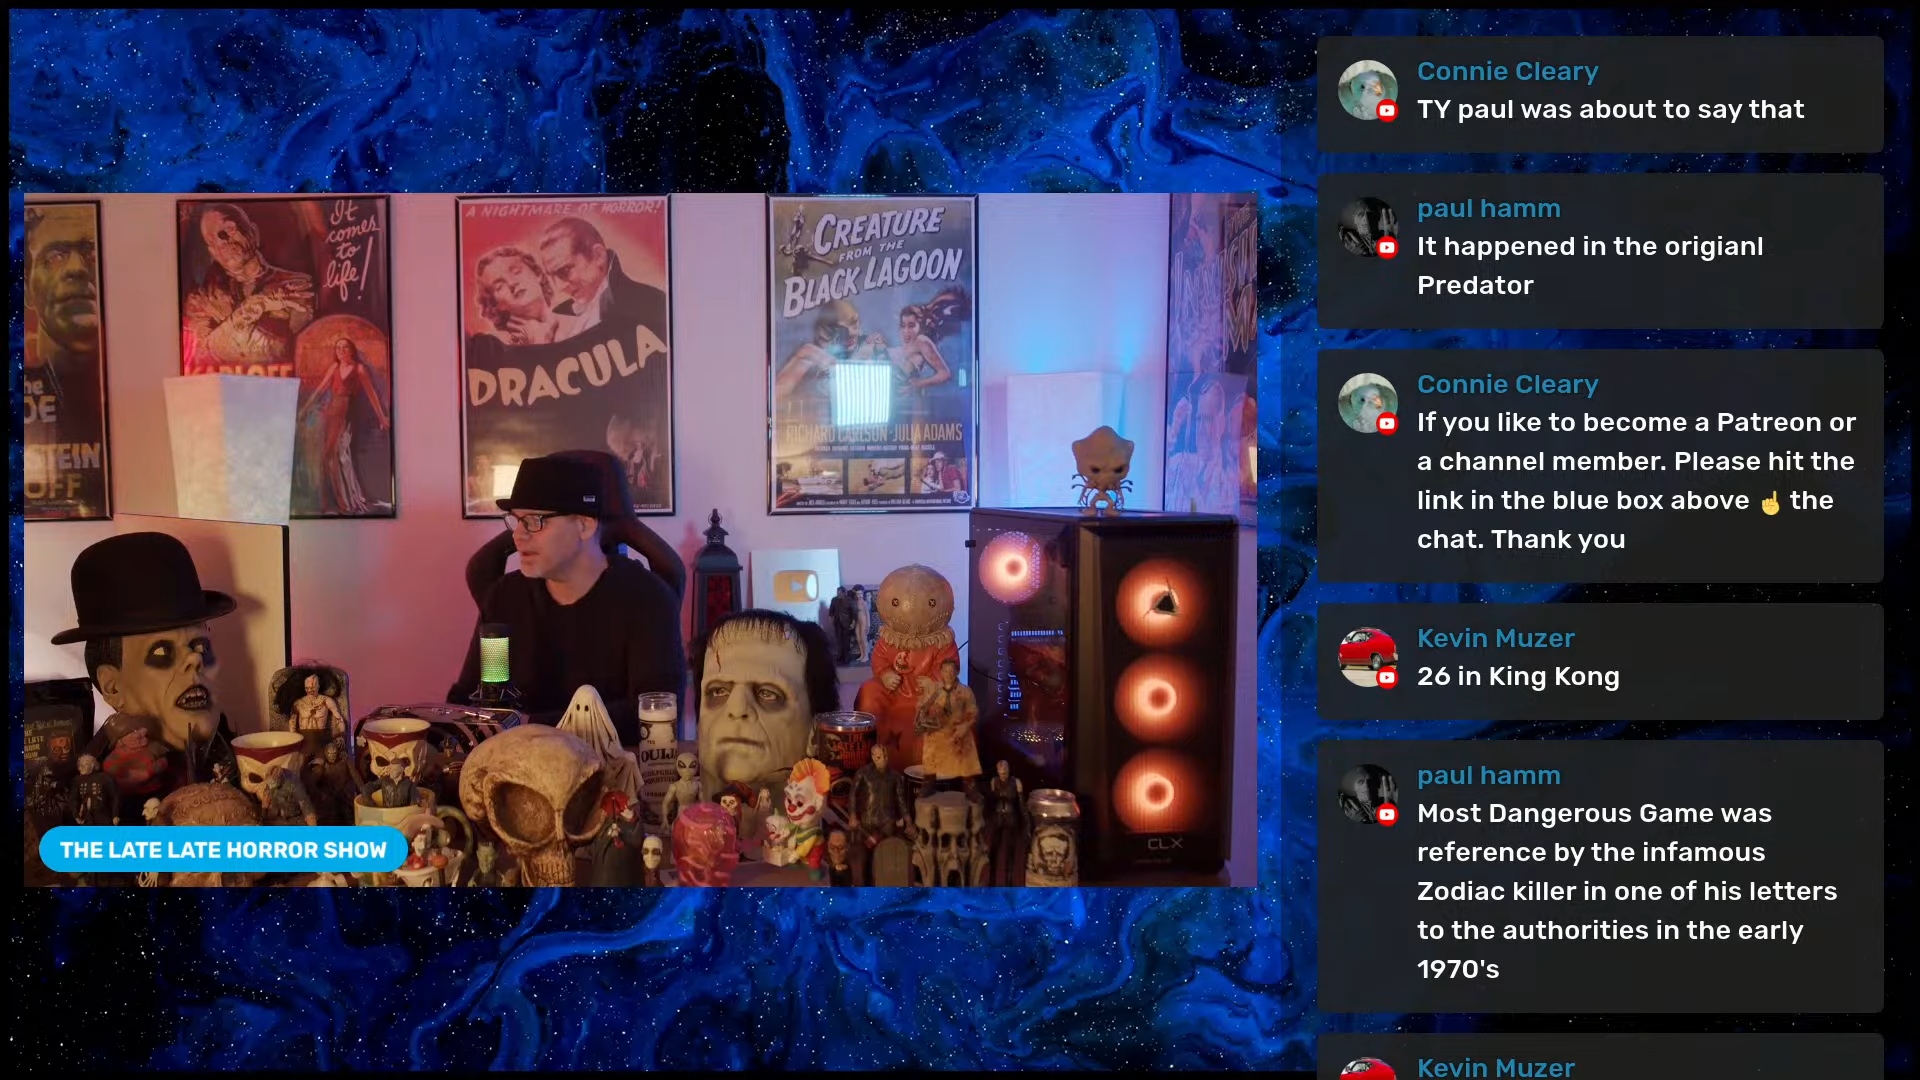 Connie Cleary
TY paul was about to say that
paul hamm
It happened in the origianl
Predator
Connie Cleary
If you like to become a Patreon or
a channel member. Please hit the
link in the blue box above ☝ the
chat. Thank you
Kevin Muzer
26 in King Kong
paul hamm
Most Dangerous Game was
reference by the infamous
Zodiac killer in one of his letters
to the authorities in the early
1970's
Kevin Muzer
It
comes
to
life!
A NIGHTMARE OF HORROR!
DRACULA
CREATURE
FROM THE
BLACK LAGOON
RICHARD CARLSON · JULIA ADAMS
STEIN
OFF
OUIJA
CLX
THE LATE LATE HORROR SHOW